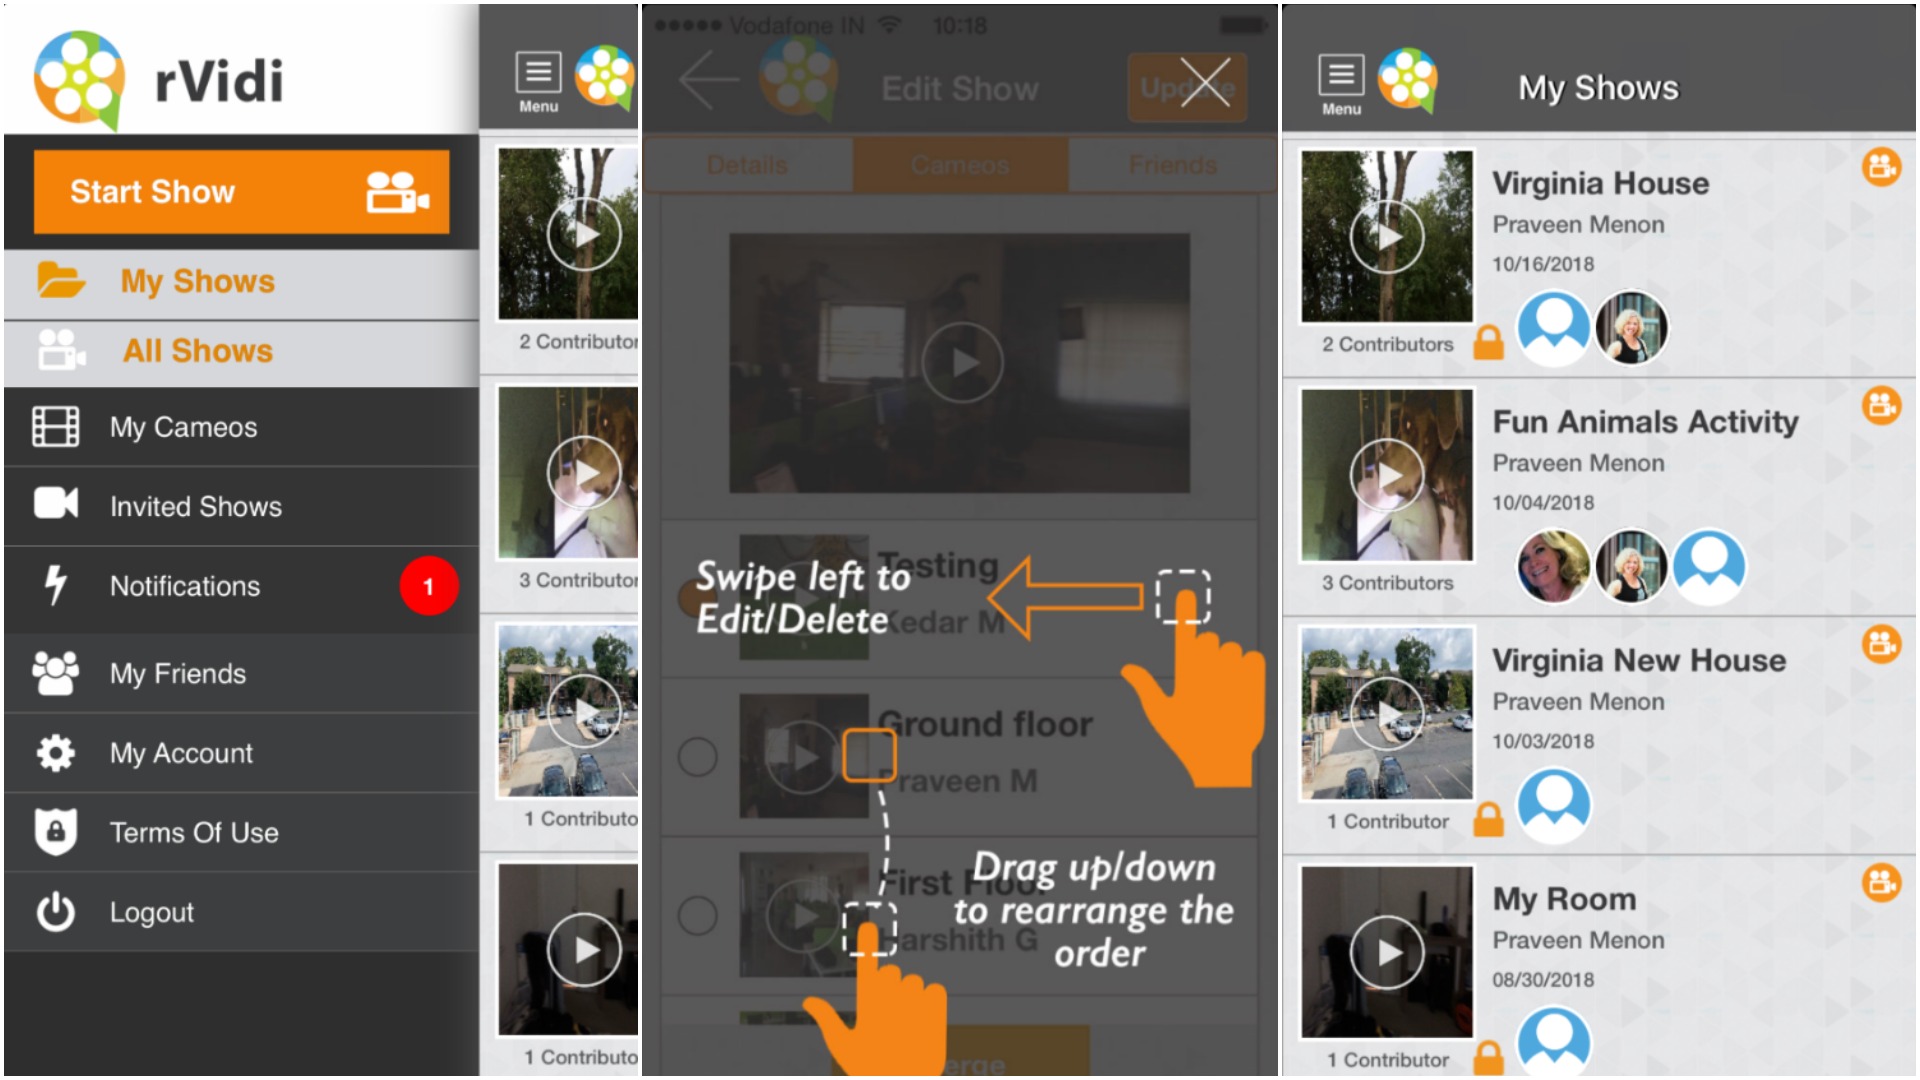 rVidi
Start Show
My Shows
All Shows
My Cameos
Invited Shows
Notifications 1
My Friends
My Account
Terms Of Use
Logout
Menu
2 Contributor
3 Contributor
1 Contributo
1 Contributo
Vodafone IN 10:18
Edit Show
Update
Details Cameos Friends
Testing
Kedar M
Swipe left to
Edit/Delete
Ground floor
Praveen M
First Floor
Harshith G
Drag up/down
to rearrange the
order
erge
Menu
My Shows
Virginia House
Praveen Menon
10/16/2018
2 Contributors
Fun Animals Activity
Praveen Menon
10/04/2018
3 Contributors
Virginia New House
Praveen Menon
10/03/2018
1 Contributor
My Room
Praveen Menon
08/30/2018
1 Contributor